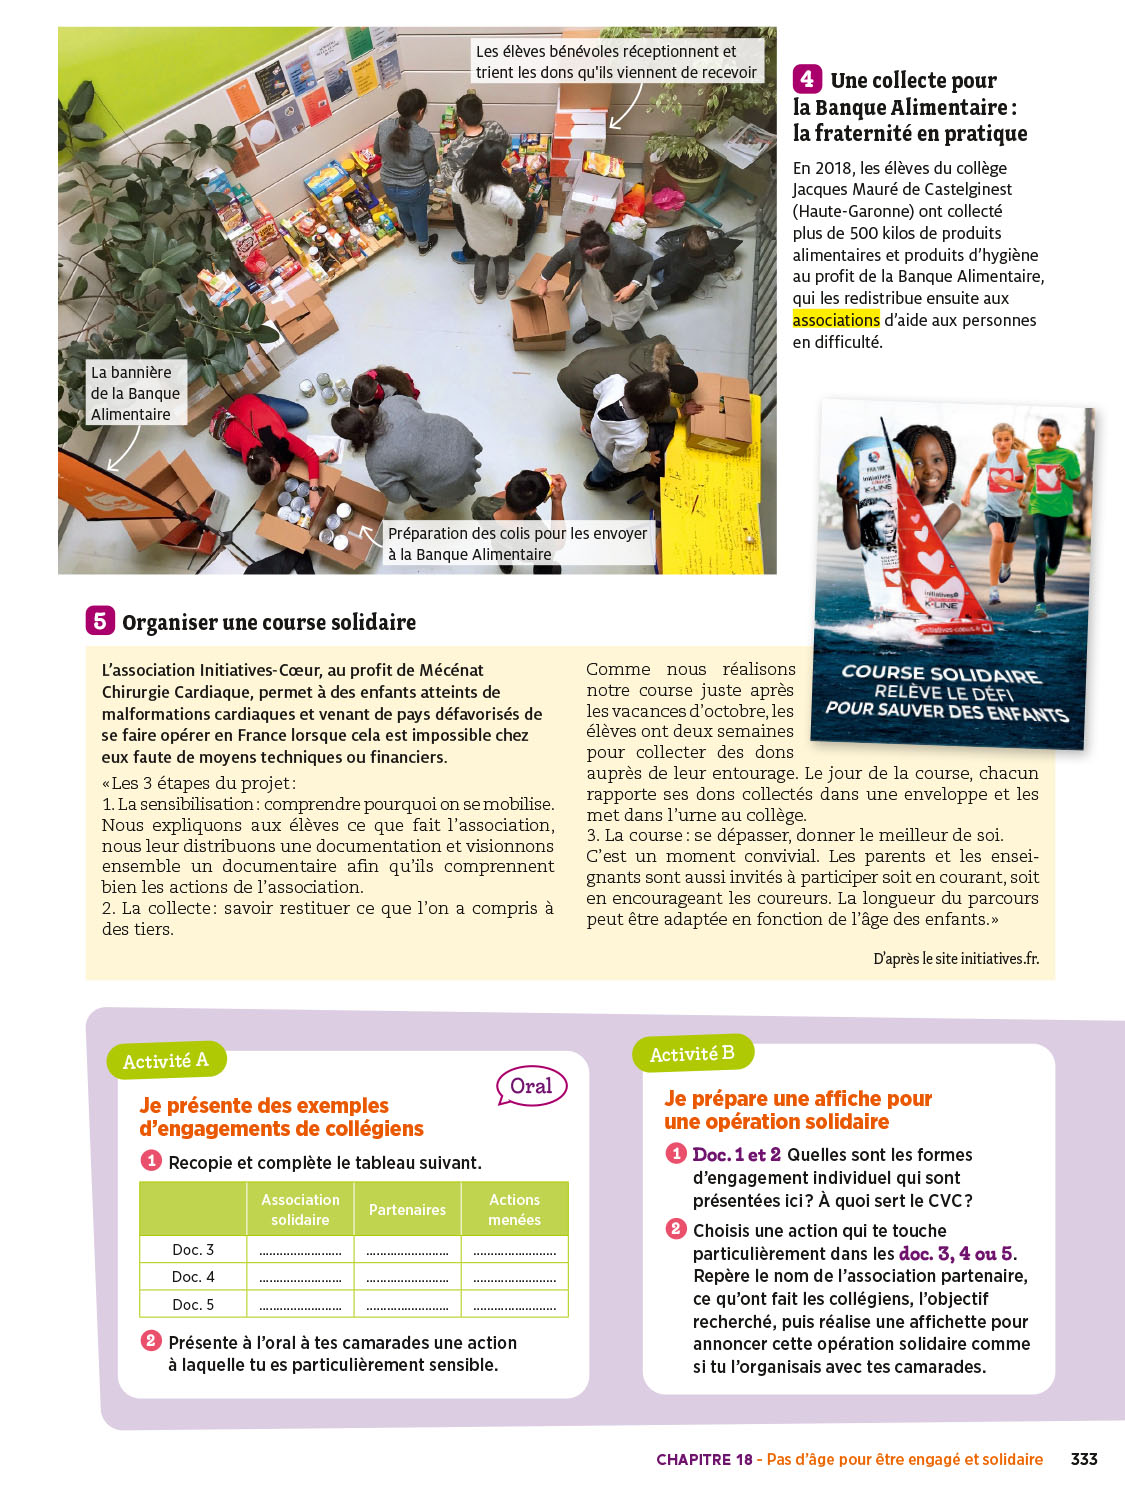 Les élèves bénévoles réceptionnent et
trient les dons qu'ils viennent de recevoir
La bannière
de la Banque
Alimentaire
Préparation des colis pour les envoyer
à la Banque Alimentaire
4 Une collecte pour
la Banque Alimentaire :
la fraternité en pratique
En 2018, les élèves du collège
Jacques Mauré de Castelginest
(Haute-Garonne) ont collecté
plus de 500 kilos de produits
alimentaires et produits d'hygiène
au profit de la Banque Alimentaire,
qui les redistribue ensuite aux
associations d'aide aux personnes
en difficulté.
initiatives
K-LINE
initiatives
K-LINE
initiatives-coeur.fr
COURSE SOLIDAIRE
RELÈVE LE DÉFI
POUR SAUVER DES ENFANTS
5 Organiser une course solidaire
L'association Initiatives-Cœur, au profit de Mécénat
Chirurgie Cardiaque, permet à des enfants atteints de
malformations cardiaques et venant de pays défavorisés de
se faire opérer en France lorsque cela est impossible chez
eux faute de moyens techniques ou financiers.
«Les 3 étapes du projet :
1. La sensibilisation : comprendre pourquoi on se mobilise.
Nous expliquons aux élèves ce que fait l'association,
nous leur distribuons une documentation et visionnons
ensemble un documentaire afin qu'ils comprennent
bien les actions de l'association.
2. La collecte : savoir restituer ce que l'on a compris à
des tiers.
Comme nous réalisons
notre course juste après
les vacances d'octobre, les
élèves ont deux semaines
pour collecter des dons
auprès de leur entourage. Le jour de la course, chacun
rapporte ses dons collectés dans une enveloppe et les
met dans l'urne au collège.
3. La course : se dépasser, donner le meilleur de soi.
C'est un moment convivial. Les parents et les ensei-
gnants sont aussi invités à participer soit en courant, soit
en encourageant les coureurs. La longueur du parcours
peut être adaptée en fonction de l'âge des enfants.»
D'après le site initiatives.fr.
Activité A
Oral
Je présente des exemples
d'engagements de collégiens
1 Recopie et complète le tableau suivant.
Association
solidaire
Partenaires
Actions
menées
Doc. 3 ........................ ........................ ........................
Doc. 4 ........................ ........................ ........................
Doc. 5 ........................ ........................ ........................
2 Présente à l'oral à tes camarades une action
à laquelle tu es particulièrement sensible.
Activité B
Je prépare une affiche pour
une opération solidaire
1 Doc. 1 et 2 Quelles sont les formes
d'engagement individuel qui sont
présentées ici ? À quoi sert le CVC ?
2 Choisis une action qui te touche
particulièrement dans les doc. 3, 4 ou 5.
Repère le nom de l'association partenaire,
ce qu'ont fait les collégiens, l'objectif
recherché, puis réalise une affichette pour
annoncer cette opération solidaire comme
si tu l'organisais avec tes camarades.
CHAPITRE 18 - Pas d'âge pour être engagé et solidaire 333